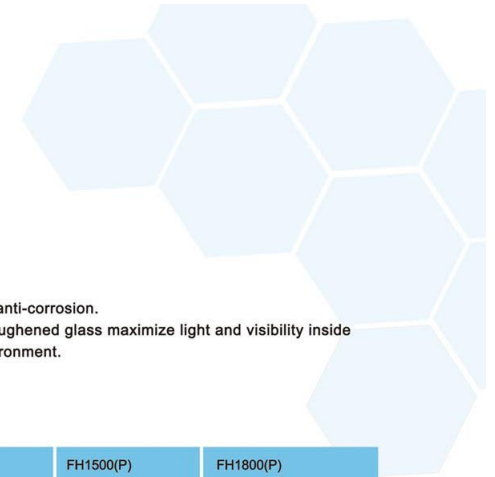 anti-corrosion.
ughened glass maximize light and visibility inside
ronment.
FH1500(P) FH1800(P)